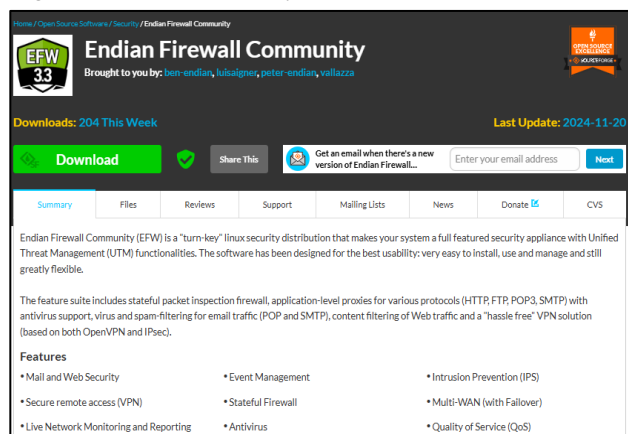 Home / Open Source Software / Security / Endian Firewall Community
EFW
3.3
Endian Firewall Community
Brought to you by: ben-endian, luisaigner, peter-endian, vallazza
OPEN SOURCE
EXCELLENCE
SOURCEFORGE
Downloads: 204 This Week
Last Update: 2024-11-20
Download
Share This
Get an email when there's a new
version of Endian Firewall...
Enter your email address
Next
Summary
Files
Reviews
Support
Mailing Lists
News
Donate
CVS
Endian Firewall Community (EFW) is a "turn-key" linux security distribution that makes your system a full featured security appliance with Unified
Threat Management (UTM) functionalities. The software has been designed for the best usability: very easy to install, use and manage and still
greatly flexible.
The feature suite includes stateful packet inspection firewall, application-level proxies for various protocols (HTTP, FTP, POP3, SMTP) with
antivirus support, virus and spam-filtering for email traffic (POP and SMTP), content filtering of Web traffic and a "hassle free" VPN solution
(based on both OpenVPN and IPsec).
Features
• Mail and Web Security
• Event Management
• Intrusion Prevention (IPS)
• Secure remote access (VPN)
• Stateful Firewall
• Multi-WAN (with Failover)
• Live Network Monitoring and Reporting
• Antivirus
• Quality of Service (QoS)